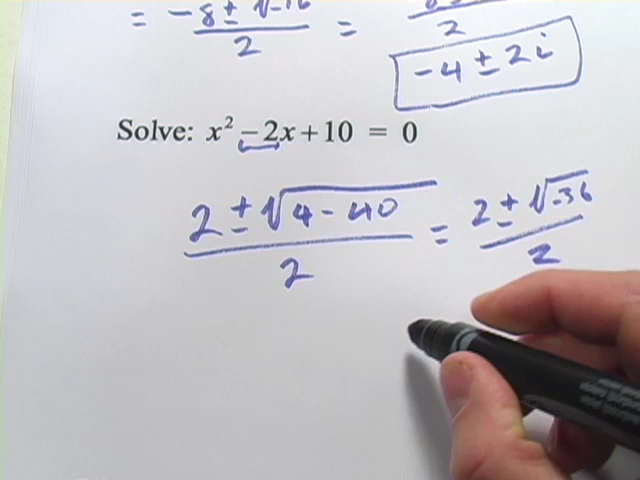 = -8 ± √-16 / 2 =
2
-4 ± 2i
Solve: x² - 2x + 10 = 0
2 ± √4 - 40 / 2 = 2 ± √-36 / 2